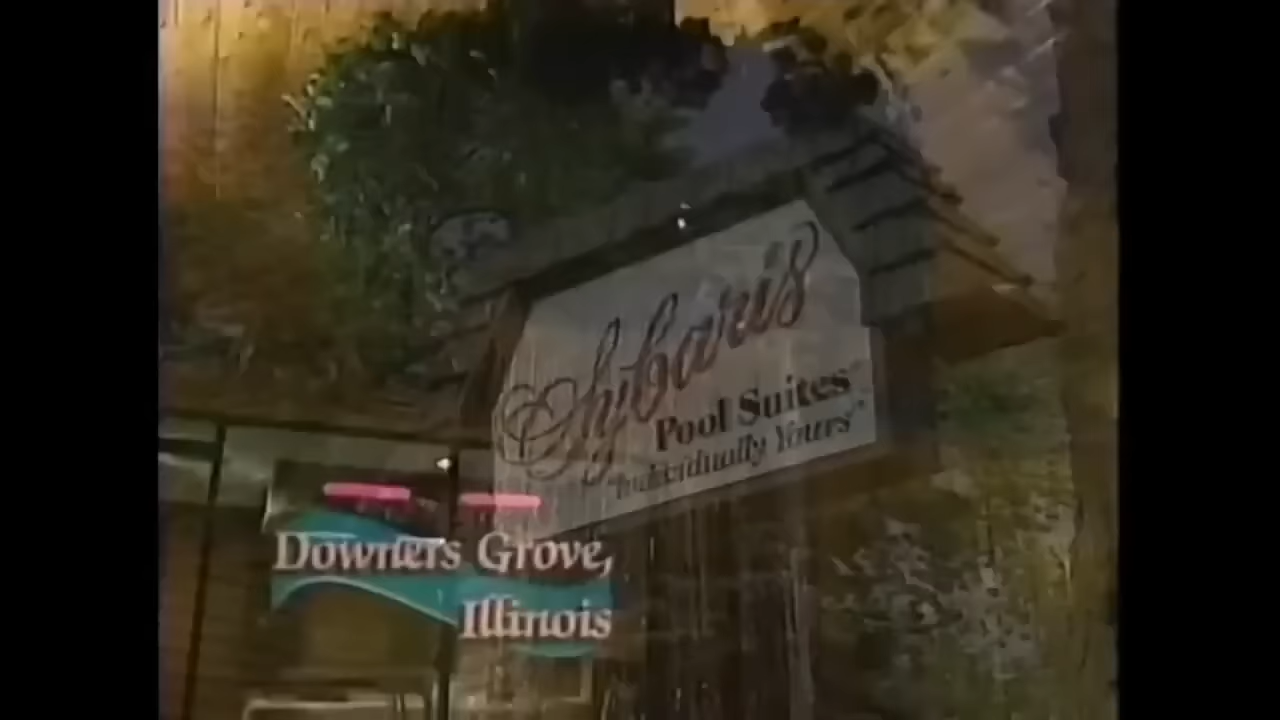 Sybaris
Pool Suites
"Individually Yours"
Downers Grove,
Illinois